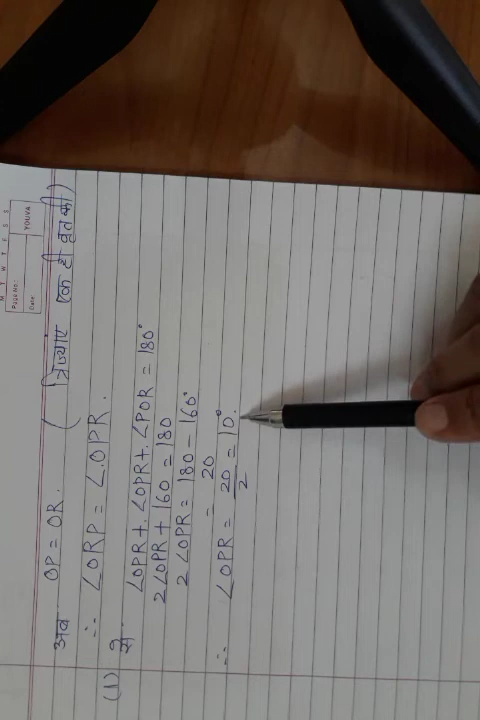 M T W T F S S
Page No.:
Date:
YOUVA
अब OP = OR. ( त्रिज्याए एक ही वृत की )
∴ ∠ORP = ∠OPR.
(1) से ∠OPR + ∠OPR + ∠POR = 180°
2∠OPR + 160 = 180
2∠OPR = 180 - 160°
= 20
∴ ∠OPR = 20/2 = 10°.